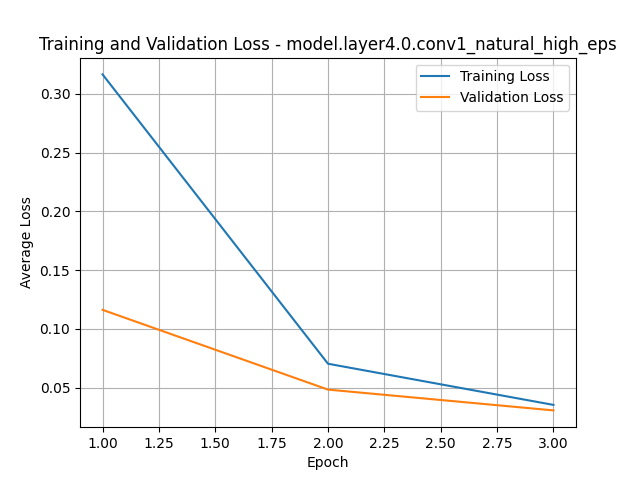 Training and Validation Loss - model.layer4.0.conv1_natural_high_eps
Training Loss
Validation Loss
0.30
0.25
0.20
0.15
0.10
0.05
Average Loss
1.00 1.25 1.50 1.75 2.00 2.25 2.50 2.75 3.00
Epoch